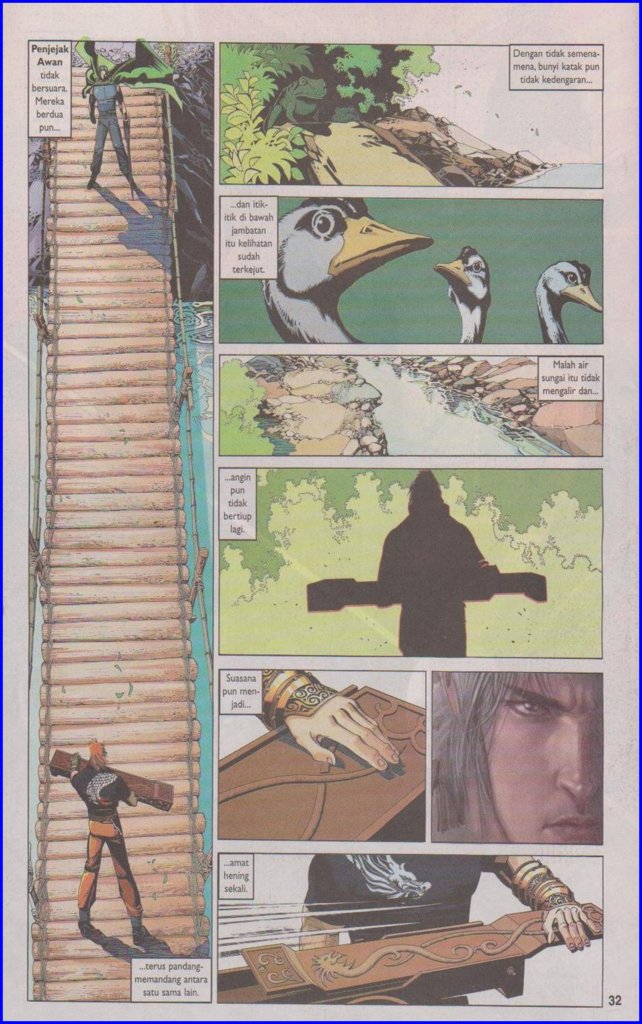 Penjejak
Awan
tidak
bersuara.
Mereka
berdua
pun...
...terus pandang-
memandang antara
satu sama lain.
Dengan tidak semena-
mena, bunyi katak pun
tidak kedengaran...
...dan itik-
itik di bawah
jambatan
itu kelihatan
sudah
terkejut.
Malah air
sungai itu tidak
mengalir dan...
...angin
pun
tidak
bertiup
lagi.
Suasana
pun men-
jadi...
...amat
hening
sekali.
32